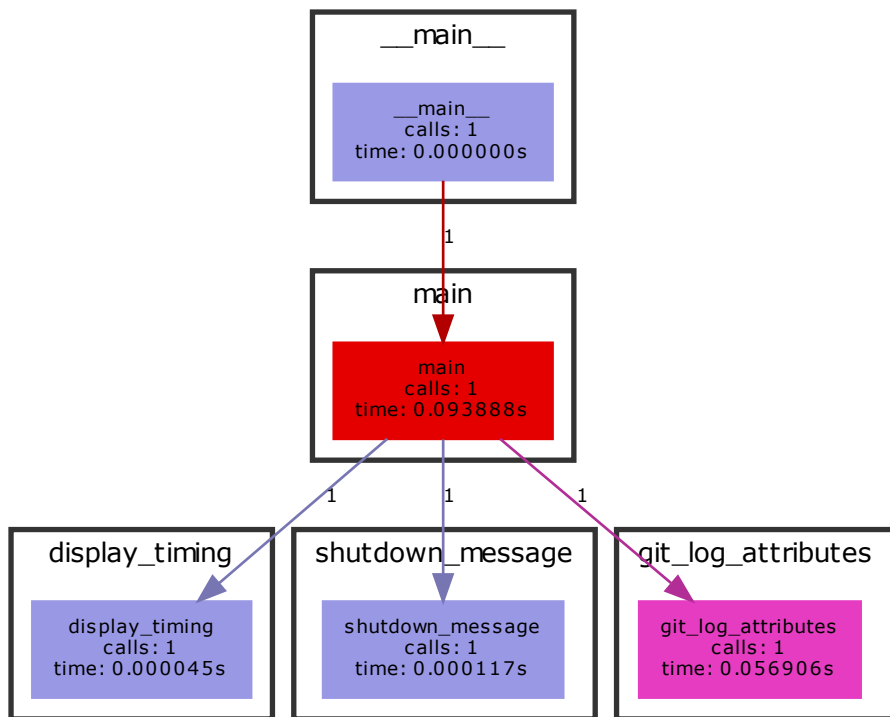 __main__
__main__
calls: 1
time: 0.000000s
1
main
main
calls: 1
time: 0.093888s
1
1
1
display_timing
shutdown_message
git_log_attributes
display_timing
calls: 1
time: 0.000045s
shutdown_message
calls: 1
time: 0.000117s
git_log_attributes
calls: 1
time: 0.056906s